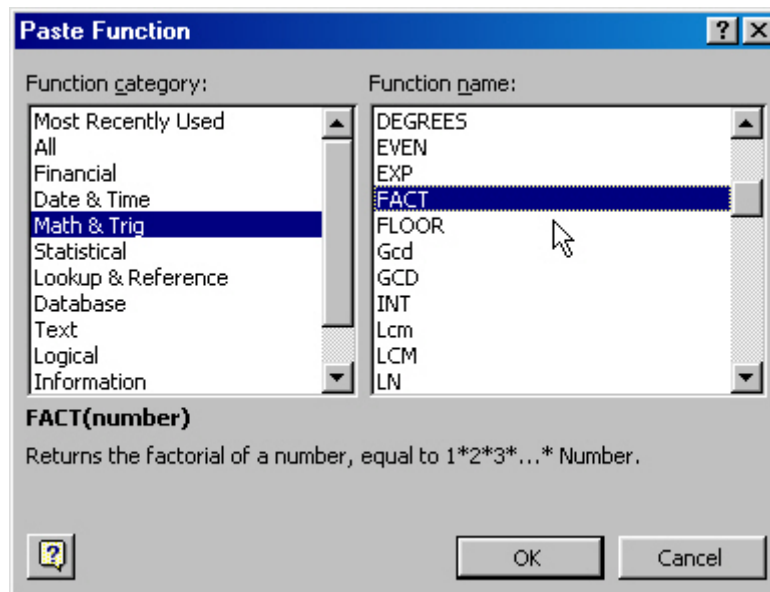 Paste Function
Function category:
Most Recently Used
All
Financial
Date & Time
Math & Trig
Statistical
Lookup & Reference
Database
Text
Logical
Information
Function name:
DEGREES
EVEN
EXP
FACT
FLOOR
Gcd
GCD
INT
Lcm
LCM
LN
FACT(number)
Returns the factorial of a number, equal to 1*2*3*...* Number.
OK
Cancel